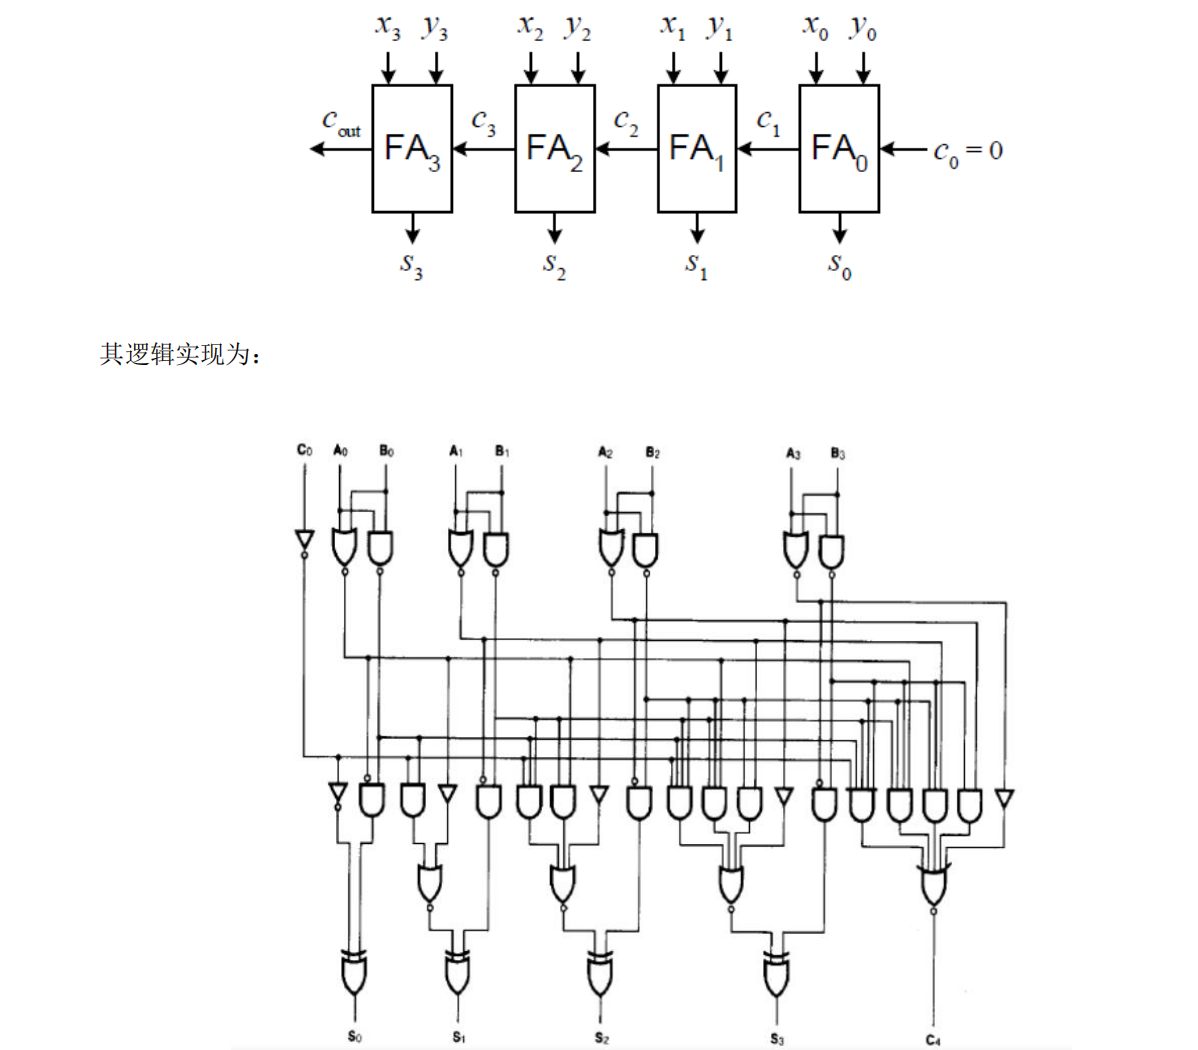 x₃ y₃ x₂ y₂ x₁ y₁ x₀ y₀
c_out FA₃ c₃ FA₂ c₂ FA₁ c₁ FA₀ c₀ = 0
s₃ s₂ s₁ s₀
其逻辑实现为：
C₀ A₀ B₀ A₁ B₁ A₂ B₂ A₃ B₃
S₀ S₁ S₂ S₃ C₄